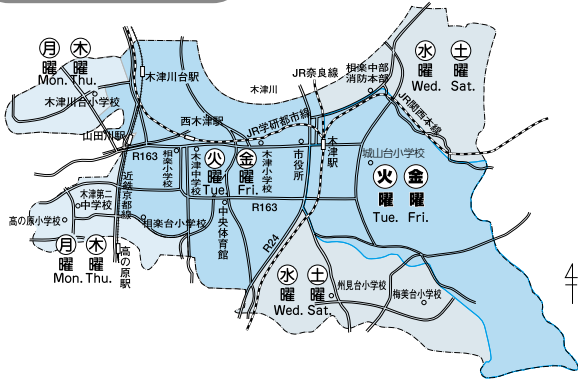 月曜 木曜
Mon. Thu.
木津川台小学校
木津川台駅
木津川
JR奈良線
相楽中部
消防本部
水曜 土曜
Wed. Sat.
JR関西本線
西木津駅
JR学研都市線
山田川駅
R163
相楽小学校
木津中学校
火曜 金曜
Tue. Fri.
木津小学校
市役所
木津駅
城山台小学校
火曜 金曜
Tue. Fri.
近鉄京都線
木津第二
中学校
高の原小学校
相楽台小学校
中央体育館
R163
R24
月曜 木曜
Mon. Thu.
高の原駅
水曜 土曜
Wed. Sat.
州見台小学校
梅美台小学校
4